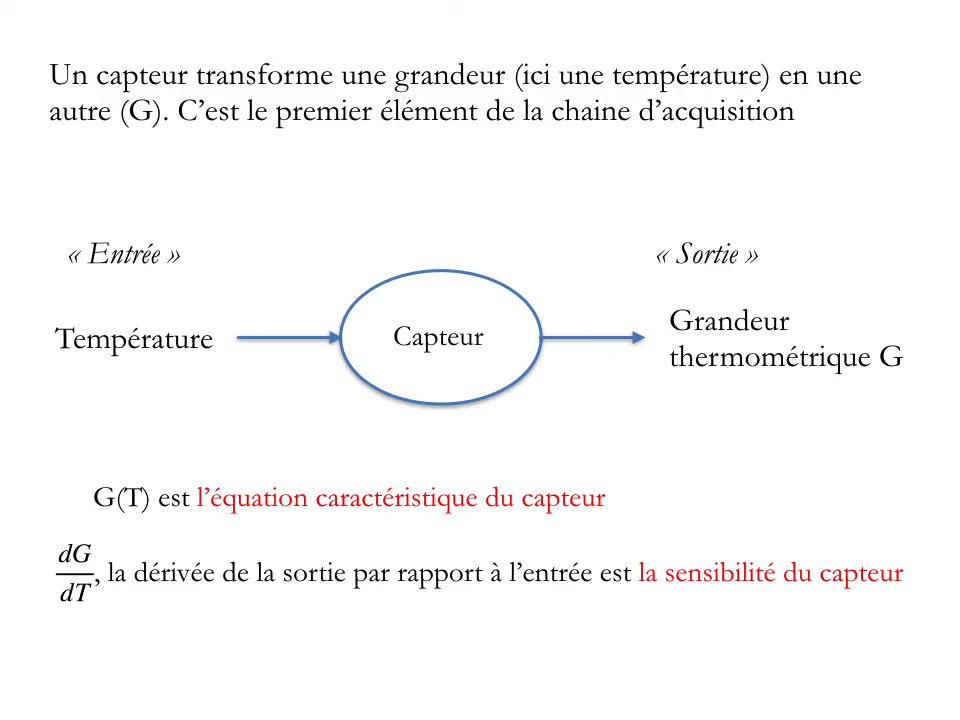 Un capteur transforme une grandeur (ici une température) en une
autre (G). C’est le premier élément de la chaine d’acquisition
« Entrée »
« Sortie »
Température
Capteur
Grandeur
thermométrique G
G(T) est l’équation caractéristique du capteur
dG/dT, la dérivée de la sortie par rapport à l’entrée est la sensibilité du capteur